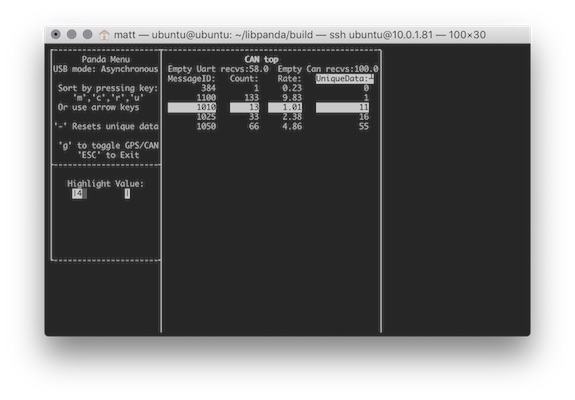 matt — ubuntu@ubuntu: ~/libpanda/build — ssh ubuntu@10.0.1.81 — 100×30
Panda Menu
USB mode: Asynchronous
Sort by pressing key:
'm','c','r','u'
Or use arrow keys
'-' Resets unique data
'g' to toggle GPS/CAN
'ESC' to Exit
Highlight Value:
[4 ]
CAN top
Empty Uart recvs:58.0 Empty Can recvs:100.0
MessageID: Count: Rate: UniqueData:
384 1 0.23 0
1100 133 9.83 1
1010 13 1.01 11
1025 33 2.38 16
1050 66 4.86 55